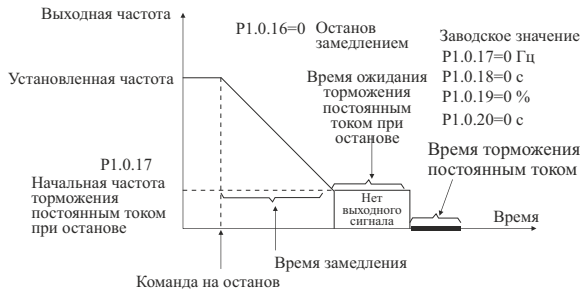 Выходная частота
P1.0.16=0
Останов
замедлением
Заводское значение
P1.0.17=0 Гц
P1.0.18=0 с
P1.0.19=0 %
P1.0.20=0 с
Установленная частота
Время ожидания
торможения
постоянным
током при
останове
Время торможения
постоянным током
P1.0.17
Начальная частота
торможения
постоянным током
при останове
Нет
выходного
сигнала
Время
Время замедления
Команда на останов